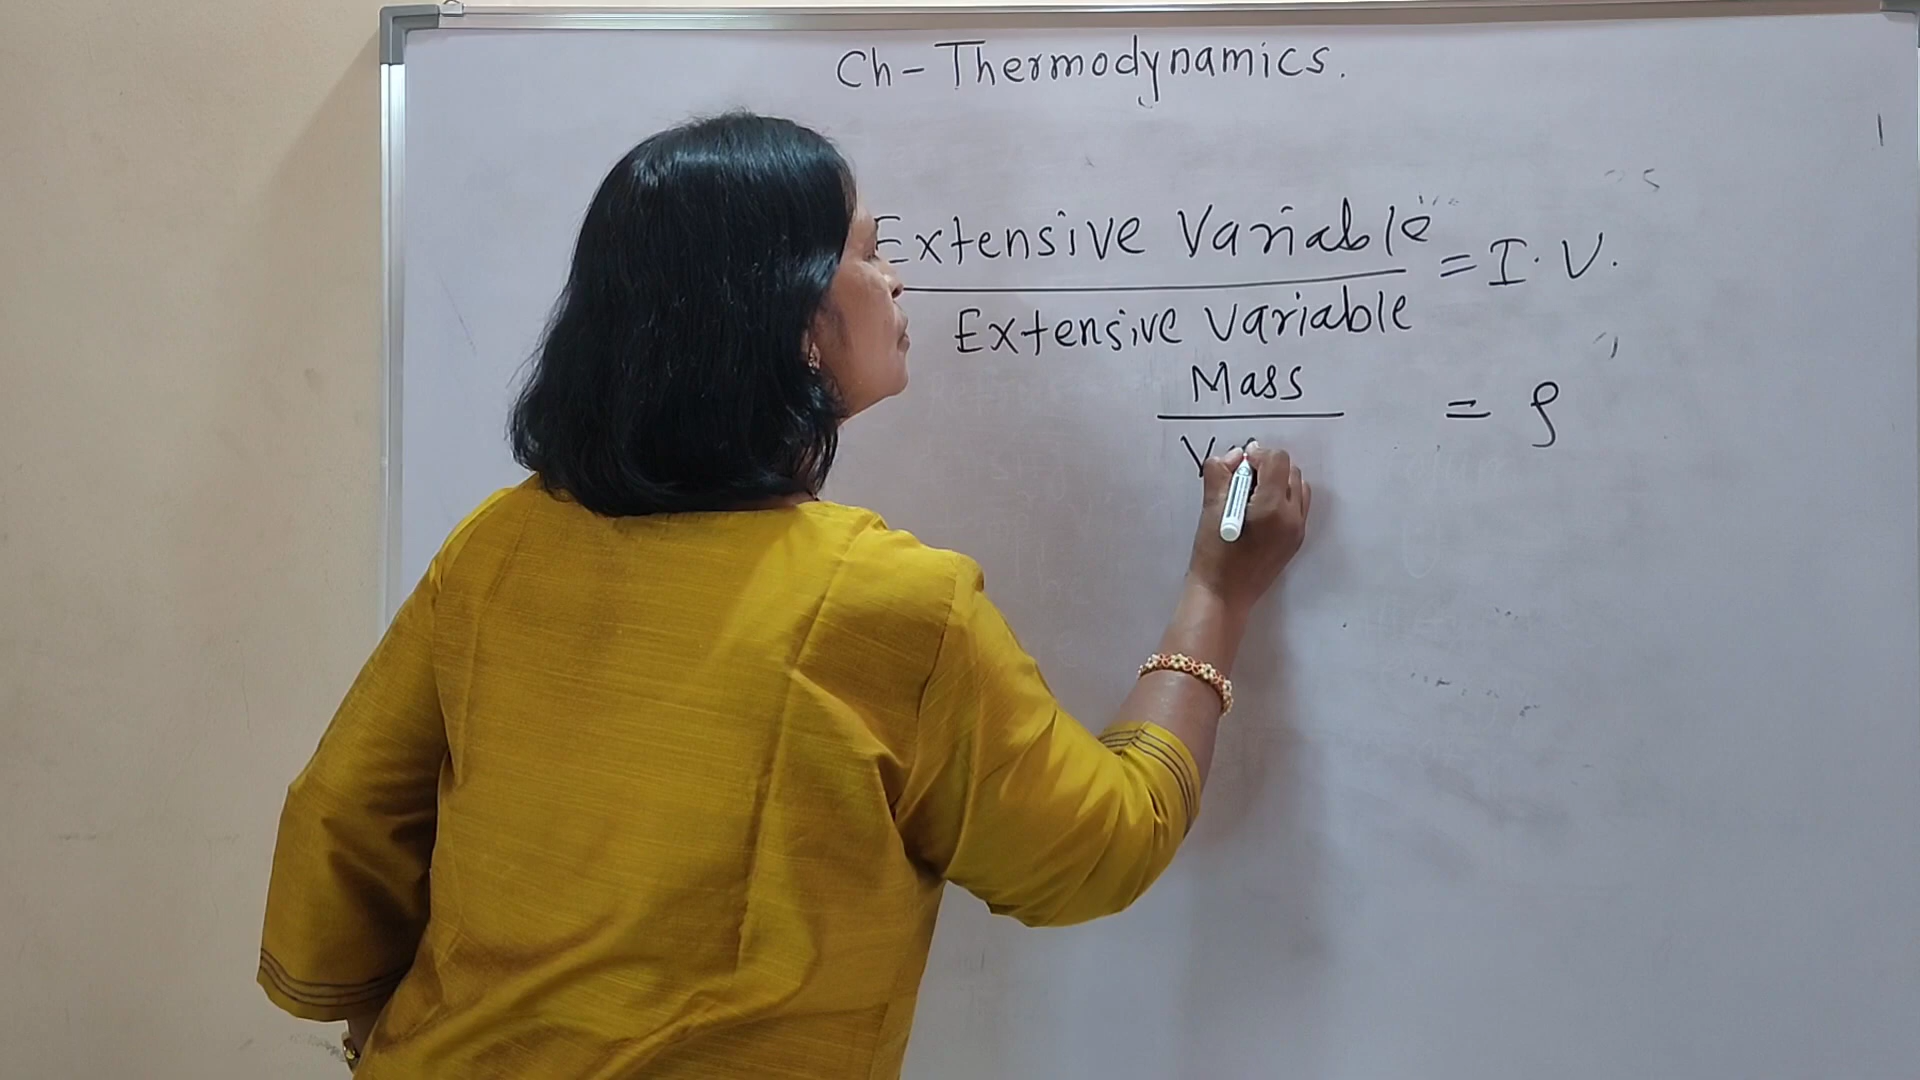 Ch - Thermodynamics.
Extensive Variable
= I. V.
Extensive variable
Mass
= ρ